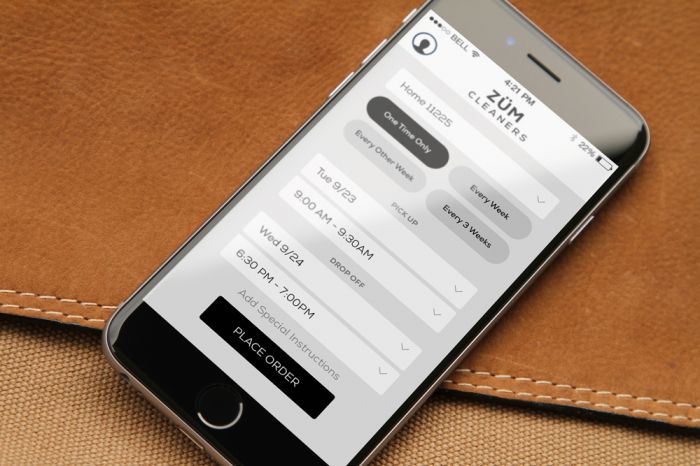 BELL
4:21 PM
22%
ZÜM
CLEANERS
Home 11225
One Time Only
Every Week
Every Other Week
Every 3 Weeks
PICK UP
Tue 9/23
9:00 AM - 9:30AM
DROP OFF
Wed 9/24
6:30 PM - 7:00PM
Add Special Instructions
PLACE ORDER